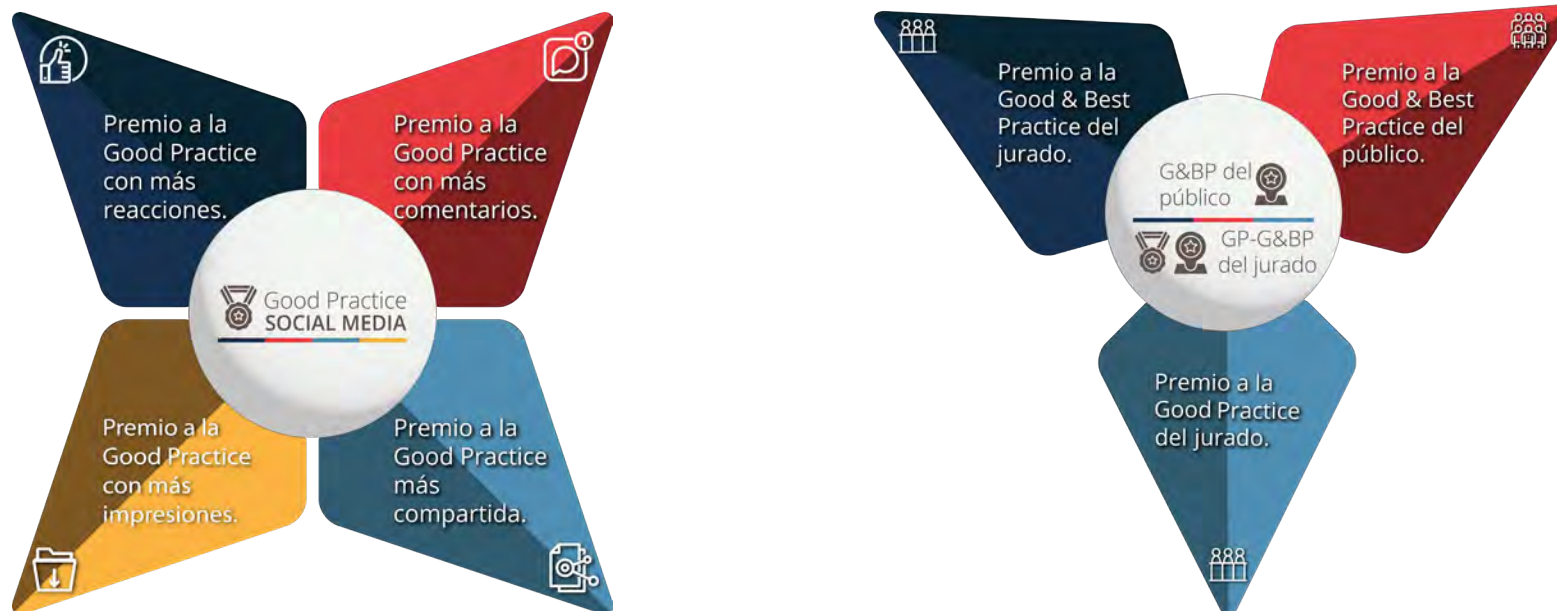 Premio a la
Good Practice
con más
reacciones.
1
Premio a la
Good Practice
con más
comentarios.
Good Practice
SOCIAL MEDIA
Premio a la
Good Practice
con más
impresiones.
Premio a la
Good Practice
más
compartida.
Premio a la
Good & Best
Practice del
jurado.
Premio a la
Good & Best
Practice del
público.
G&BP del
público
GP-G&BP
del jurado
Premio a la
Good Practice
del jurado.